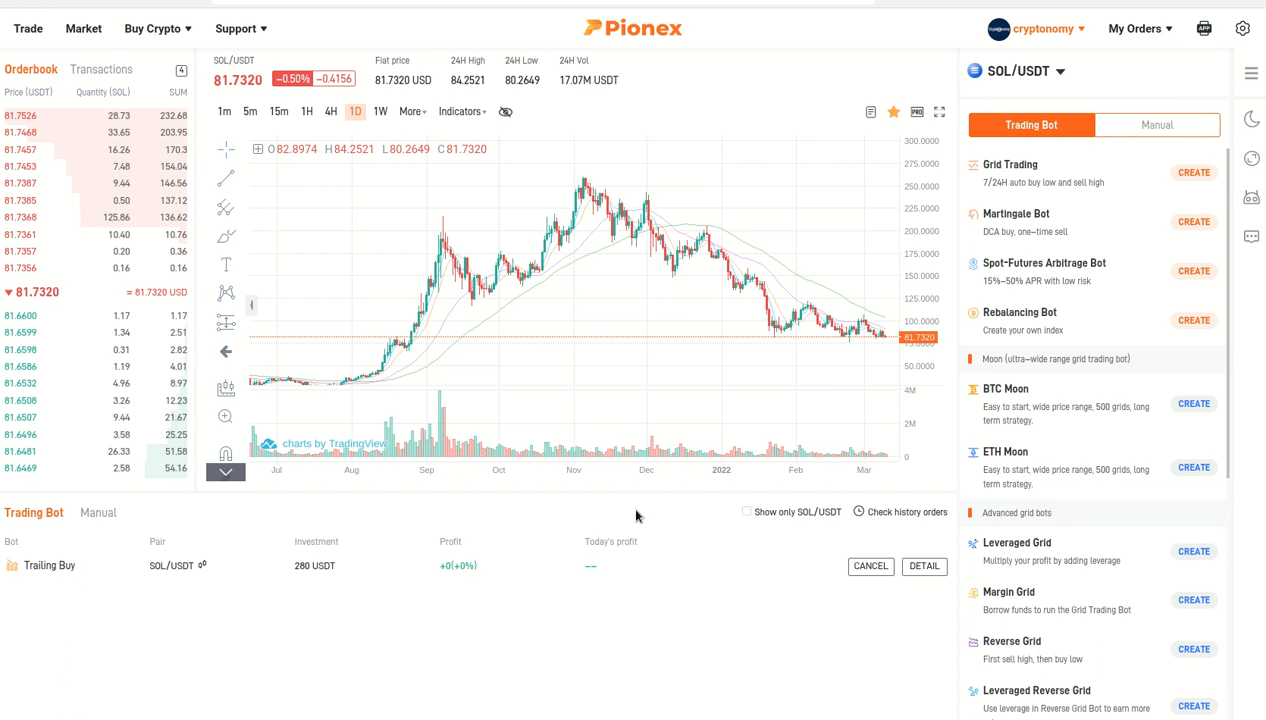 Trade Market Buy Crypto Support Pionex cryptonomy My Orders APP
Orderbook Transactions 4
Price (USDT) Quantity (SOL) SUM
81.7526 28.73 232.68
81.7468 33.65 203.95
81.7457 16.26 170.3
81.7453 7.48 154.04
81.7387 9.44 146.56
81.7385 0.50 137.12
81.7368 125.86 136.62
81.7361 10.40 10.76
81.7357 0.20 0.36
81.7356 0.16 0.16
81.7320 = 81.7320 USD
81.6600 1.17 1.17
81.6599 1.34 2.51
81.6598 0.31 2.82
81.6586 1.19 4.01
81.6532 4.96 8.97
81.6508 3.26 12.23
81.6507 9.44 21.67
81.6496 3.58 25.25
81.6481 26.33 51.58
81.6469 2.58 54.16
SOL/USDT Fiat price 24H High 24H Low 24H Vol
81.7320 −0.50% -0.4156 81.7320 USD 84.2521 80.2649 17.07M USDT
1m 5m 15m 1H 4H 1D 1W More Indicators PRO
O82.8974 H84.2521 L80.2649 C81.7320
300.0000
275.0000
250.0000
225.0000
200.0000
175.0000
150.0000
125.0000
100.0000
81.7320
50.0000
4M
2M
0
charts by TradingView
Jul Aug Sep Oct Nov Dec 2022 Feb Mar
Trading Bot Manual Show only SOL/USDT Check history orders
Bot Pair Investment Profit Today's profit
Trailing Buy SOL/USDT 280 USDT +0(+0%) −− CANCEL DETAIL
SOL/USDT
Trading Bot Manual
Grid Trading
7/24H auto buy low and sell high
CREATE
Martingale Bot
DCA buy, one−time sell
CREATE
Spot-Futures Arbitrage Bot
15%−50% APR with low risk
CREATE
Rebalancing Bot
Create your own index
CREATE
Moon (ultra−wide range grid trading bot)
BTC Moon
Easy to start, wide price range, 500 grids, long
term strategy.
CREATE
ETH Moon
Easy to start, wide price range, 500 grids, long
term strategy.
CREATE
Advanced grid bots
Leveraged Grid
Multiply your profit by adding leverage
CREATE
Margin Grid
Borrow funds to run the Grid Trading Bot
CREATE
Reverse Grid
First sell high, then buy low
CREATE
Leveraged Reverse Grid
Use leverage in Reverse Grid Bot to earn more
CREATE